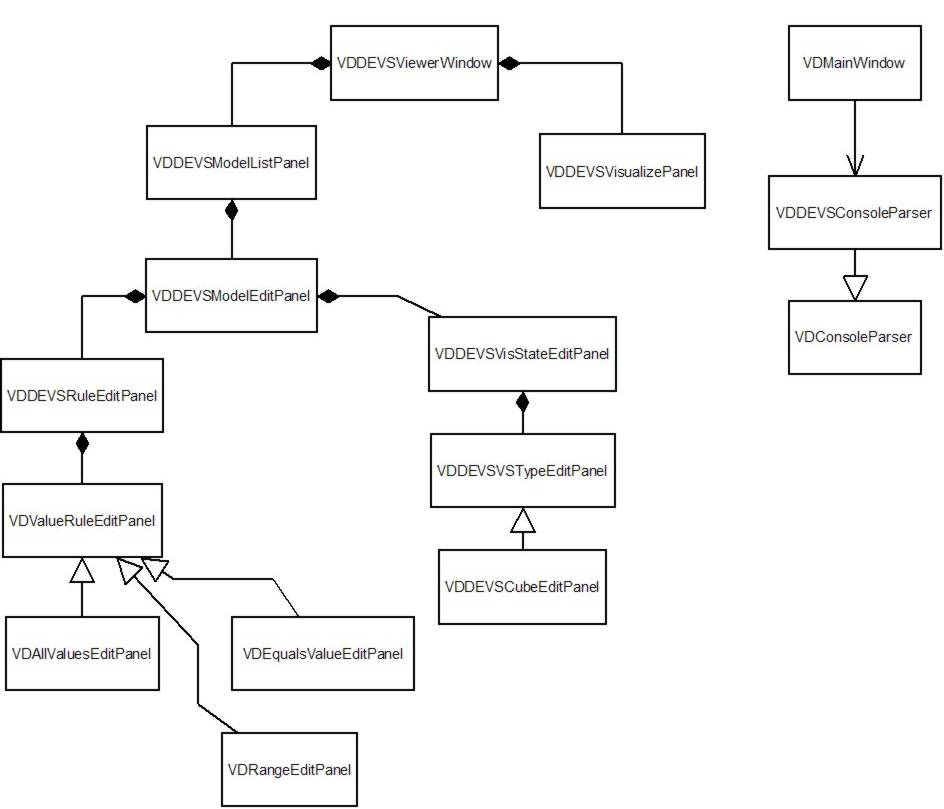 VDDEVSViewerWindow
VDMainWindow
VDDEVSModelListPanel
VDDEVSVisualizePanel
VDDEVSConsoleParser
VDDEVSModelEditPanel
VDConsoleParser
VDDEVSVisStateEditPanel
VDDEVSRuleEditPanel
VDDEVSVSTypeEditPanel
VDValueRuleEditPanel
VDDEVSCubeEditPanel
VDAllValuesEditPanel
VDEqualsValueEditPanel
VDRangeEditPanel